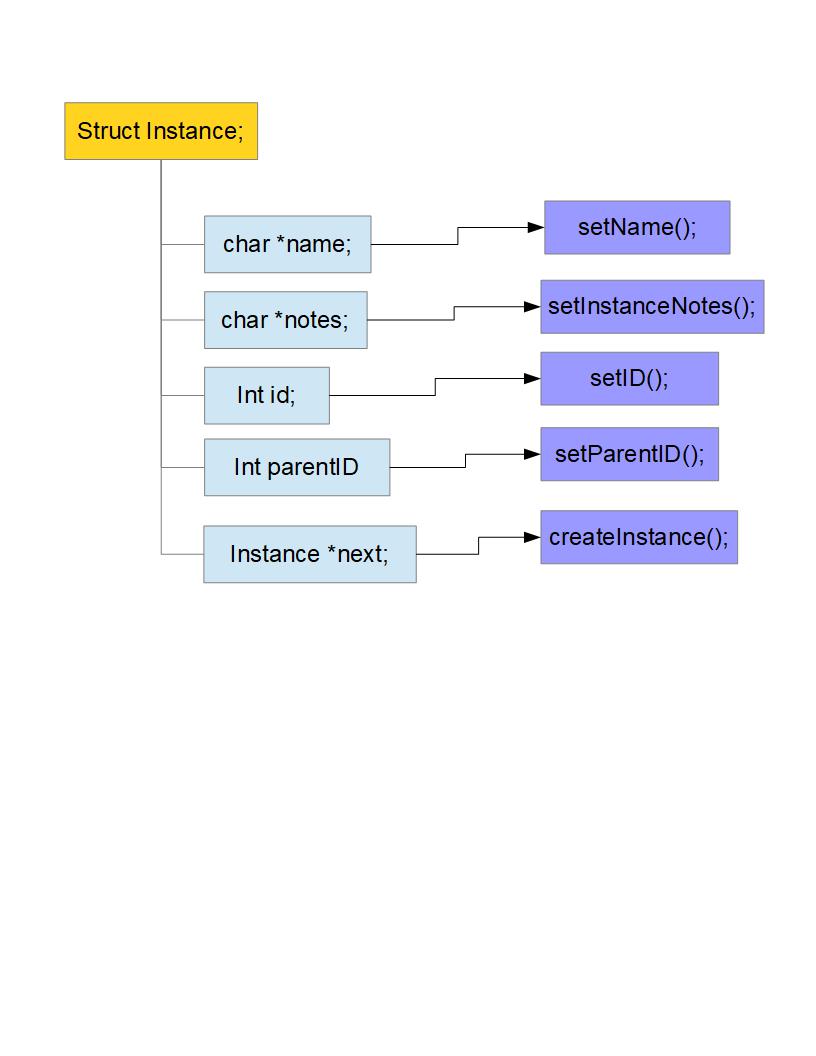 Struct Instance;
char *name;
setName();
char *notes;
setInstanceNotes();
Int id;
setID();
Int parentID
setParentID();
Instance *next;
createInstance();